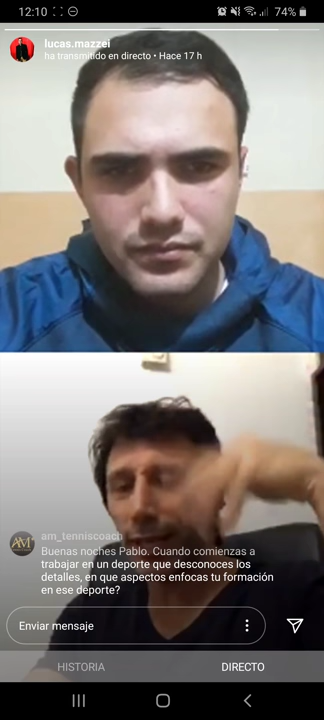 12:10
74%
lucas.mazzei
ha transmitido en directo • Hace 17 h
am_tenniscoach
Buenas noches Pablo. Cuando comienzas a
trabajar en un deporte que desconoces los
detalles, en que aspectos enfocas tu formación
en ese deporte?
Enviar mensaje
HISTORIA
DIRECTO